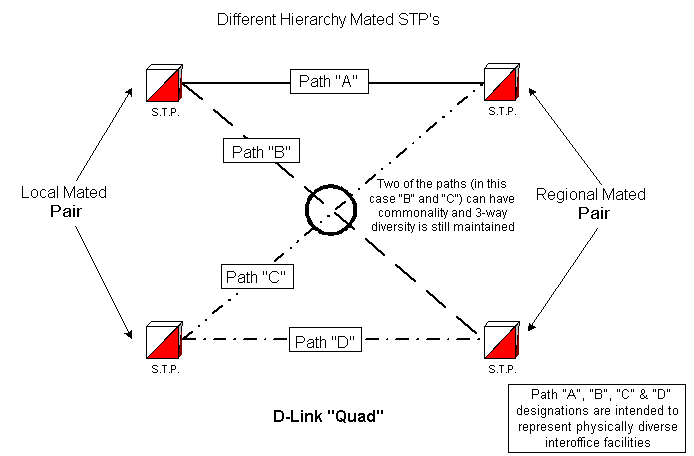 Different Hierarchy Mated STP's
Path "A"
S.T.P.
S.T.P.
Path "B"
Two of the paths (in this
case "B" and "C") can have
commonality and 3-way
diversity is still maintained
Local Mated
Pair
Regional Mated
Pair
Path "C"
Path "D"
S.T.P.
S.T.P.
D-Link "Quad"
Path "A", "B", "C" & "D"
designations are intended to
represent physically diverse
interoffice facilities